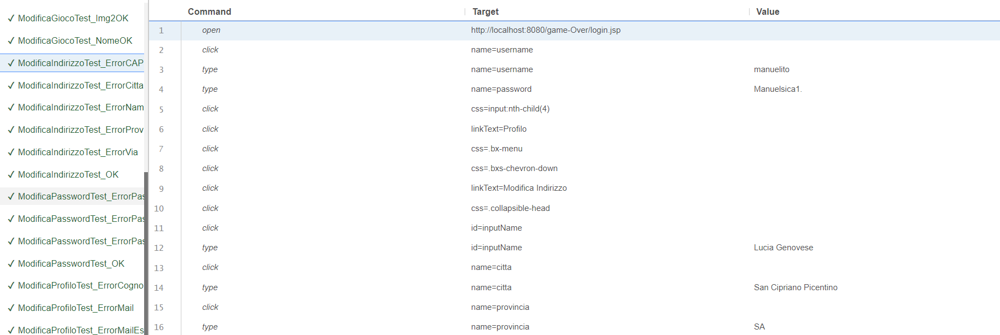 ✓ ModificaGiocoTest_Img2OK
✓ ModificaGiocoTest_NomeOK
✓ ModificaIndirizzoTest_ErrorCAP
✓ ModificaIndirizzoTest_ErrorCitta
✓ ModificaIndirizzoTest_ErrorNam
✓ ModificaIndirizzoTest_ErrorProv
✓ ModificaIndirizzoTest_ErrorVia
✓ ModificaIndirizzoTest_OK
✓ ModificaPasswordTest_ErrorPas
✓ ModificaPasswordTest_ErrorPas
✓ ModificaPasswordTest_ErrorPas
✓ ModificaPasswordTest_OK
✓ ModificaProfiloTest_ErrorCogno
✓ ModificaProfiloTest_ErrorMail
✓ ModificaProfiloTest_ErrorMailEs
Command Target Value
1 open http://localhost:8080/game-Over/login.jsp
2 click name=username
3 type name=username manuelito
4 type name=password Manuelsica1.
5 click css=input:nth-child(4)
6 click linkText=Profilo
7 click css=.bx-menu
8 click css=.bxs-chevron-down
9 click linkText=Modifica Indirizzo
10 click css=.collapsible-head
11 click id=inputName
12 type id=inputName Lucia Genovese
13 click name=citta
14 type name=citta San Cipriano Picentino
15 click name=provincia
16 type name=provincia SA